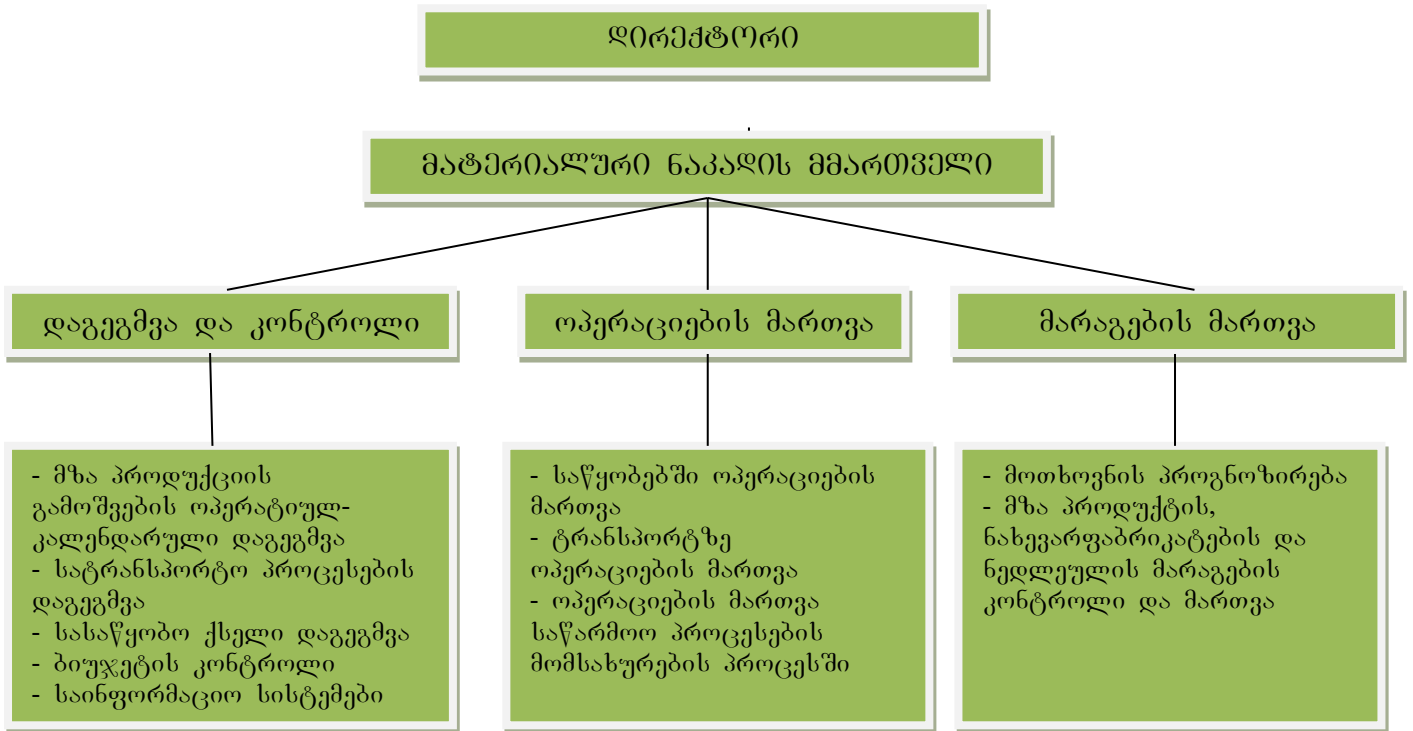 დირექტორი
მატერიალური ნაკადის მმართველი
დაგეგმვა და კონტროლი
ოპერაციების მართვა
მარაგების მართვა
- მზა პროდუქციის
გამოშვების ოპერატიულ-
კალენდარული დაგეგმვა
- სატრანსპორტო პროცესების
დაგეგმვა
- სასაწყობო ქსელი დაგეგმვა
- ბიუჯეტის კონტროლი
- საინფორმაციო სისტემები
- საწყობებში ოპერაციების
მართვა
- ტრანსპორტზე
ოპერაციების მართვა
- ოპერაციების მართვა
საწარმოო პროცესების
მომსახურების პროცესში
- მოთხოვნის პროგნოზირება
- მზა პროდუქტის,
ნახევარფაბრიკატების და
ნედლეულის მარაგების
კონტროლი და მართვა